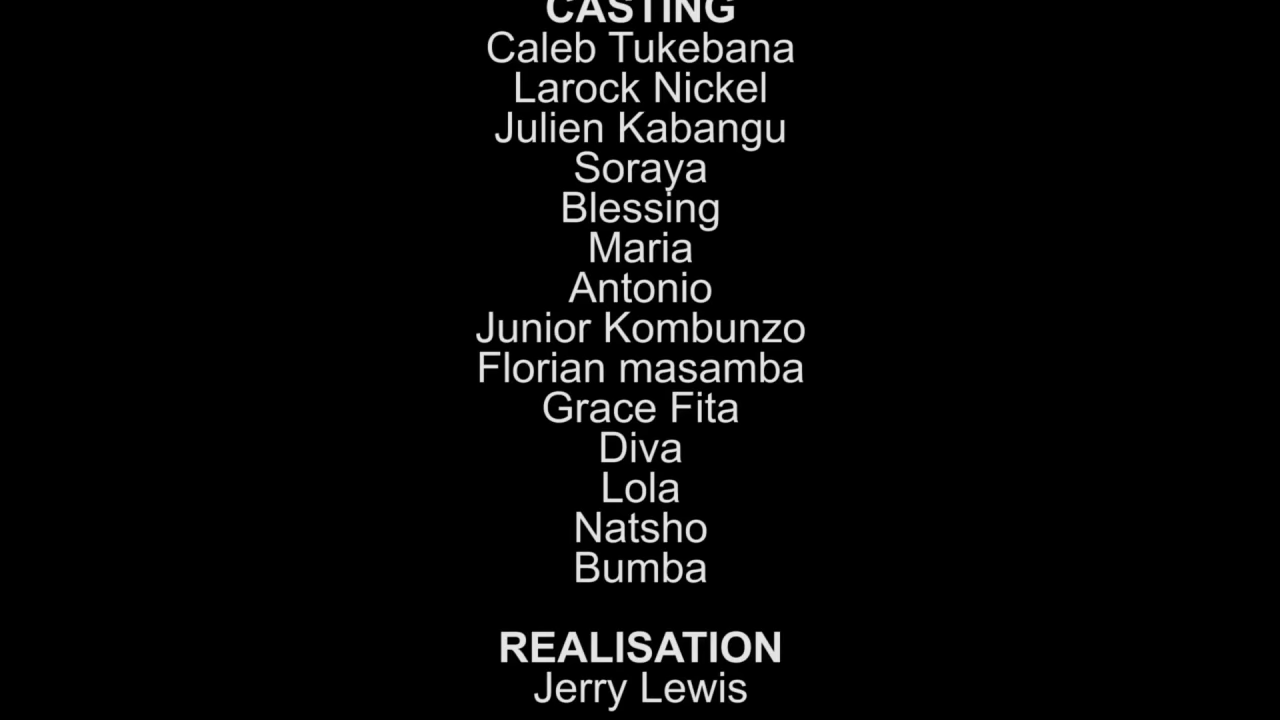 CASTING
Caleb Tukebana
Larock Nickel
Julien Kabangu
Soraya
Blessing
Maria
Antonio
Junior Kombunzo
Florian masamba
Grace Fita
Diva
Lola
Natsho
Bumba
REALISATION
Jerry Lewis